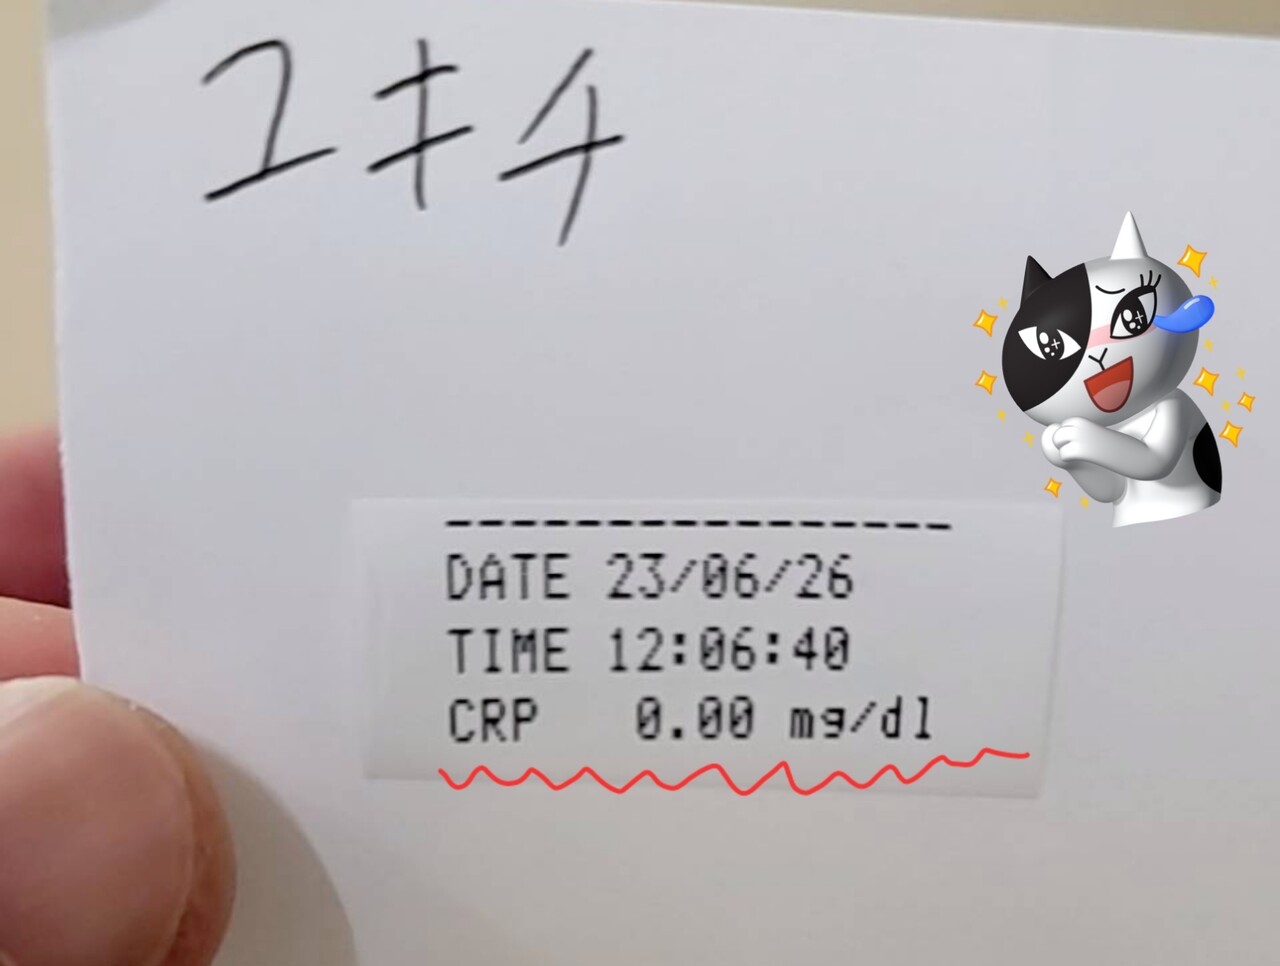 ユキチ
----------------
DATE 23/06/26
TIME 12:06:40
CRP 0.00 mg/dl